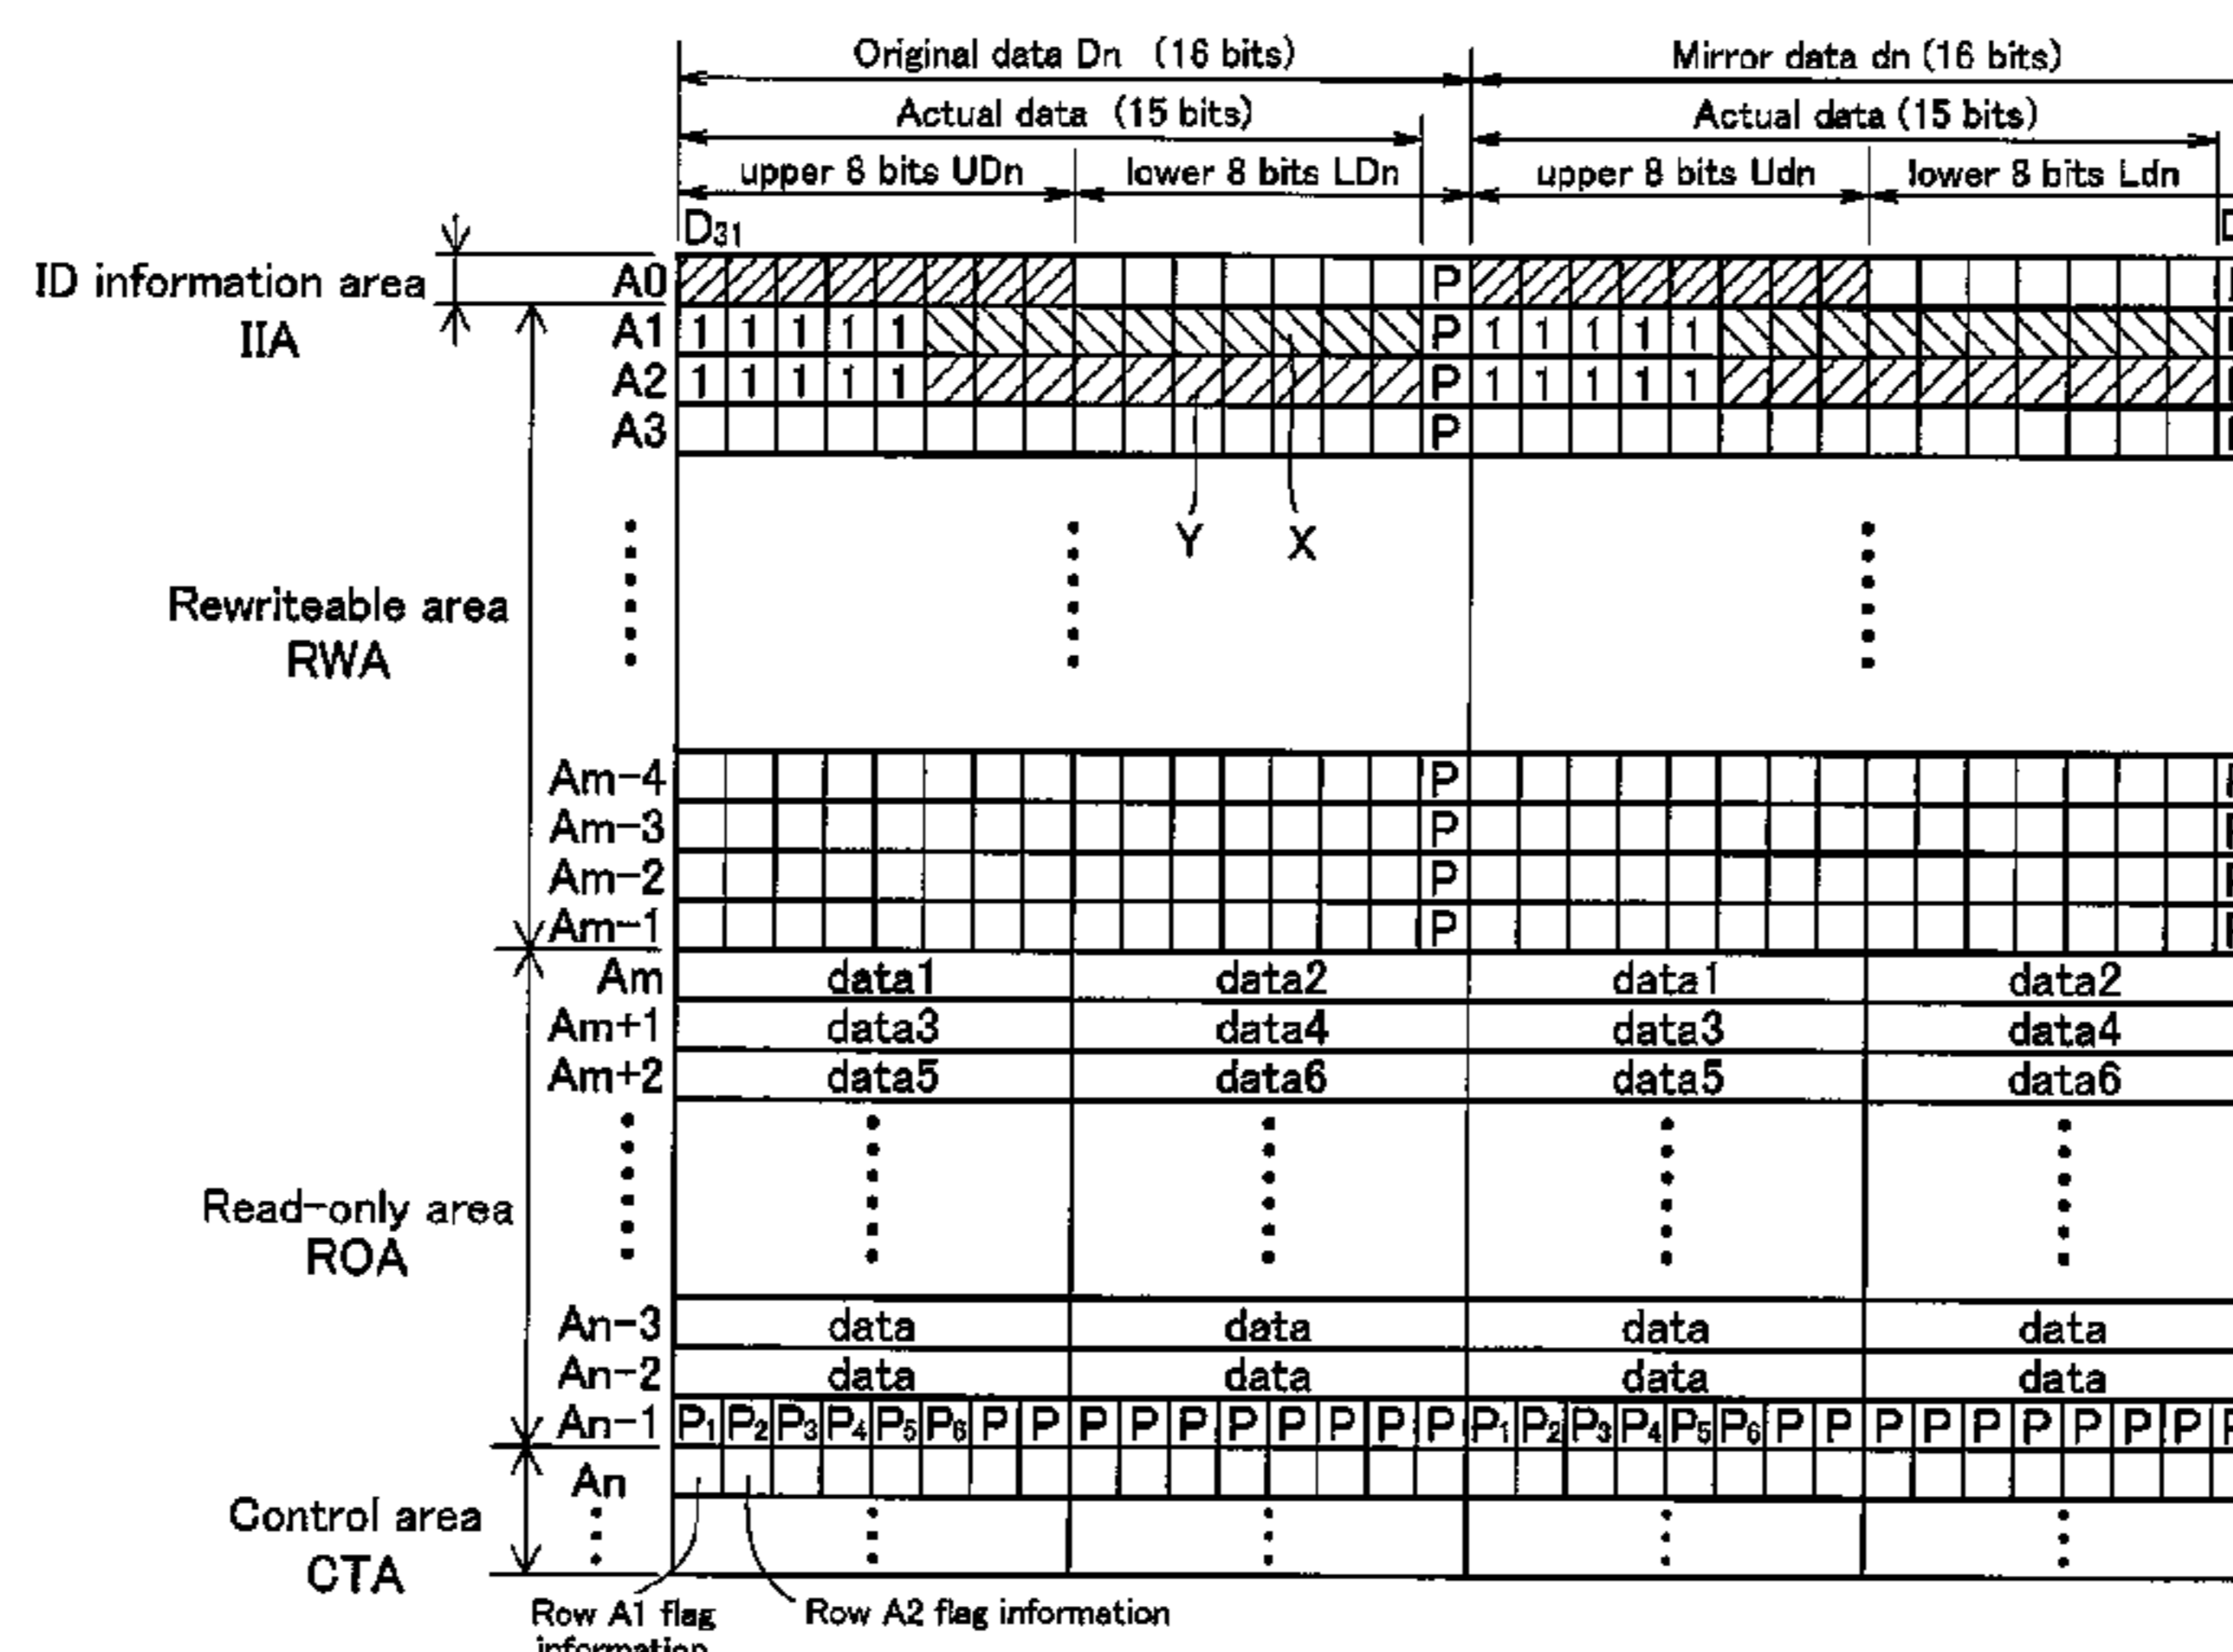 Original data Dn (16 bits) Mirror data dn (16 bits)
Actual data (15 bits) Actual data (15 bits)
upper 8 bits UDn lower 8 bits LDn upper 8 bits Udn lower 8 bits Ldn
D31
ID information area
IIA
A0 P
A1 1 1 1 1 1 P 1 1 1 1 1
A2 1 1 1 1 1 P 1 1 1 1 1
A3 P
Y X
Rewriteable area
RWA
Am-4 P
Am-3 P
Am-2 P
Am-1 P
Am data1 data2 data1 data2
Am+1 data3 data4 data3 data4
Am+2 data5 data6 data5 data6
Read-only area
ROA
An-3 data data data data
An-2 data data data data
An-1 P1 P2 P3 P4 P5 P6 P P P P P P P P P P P1 P2 P3 P4 P5 P6 P P P P P P P P P
An
Control area
CTA
Row A1 flag
information
Row A2 flag information